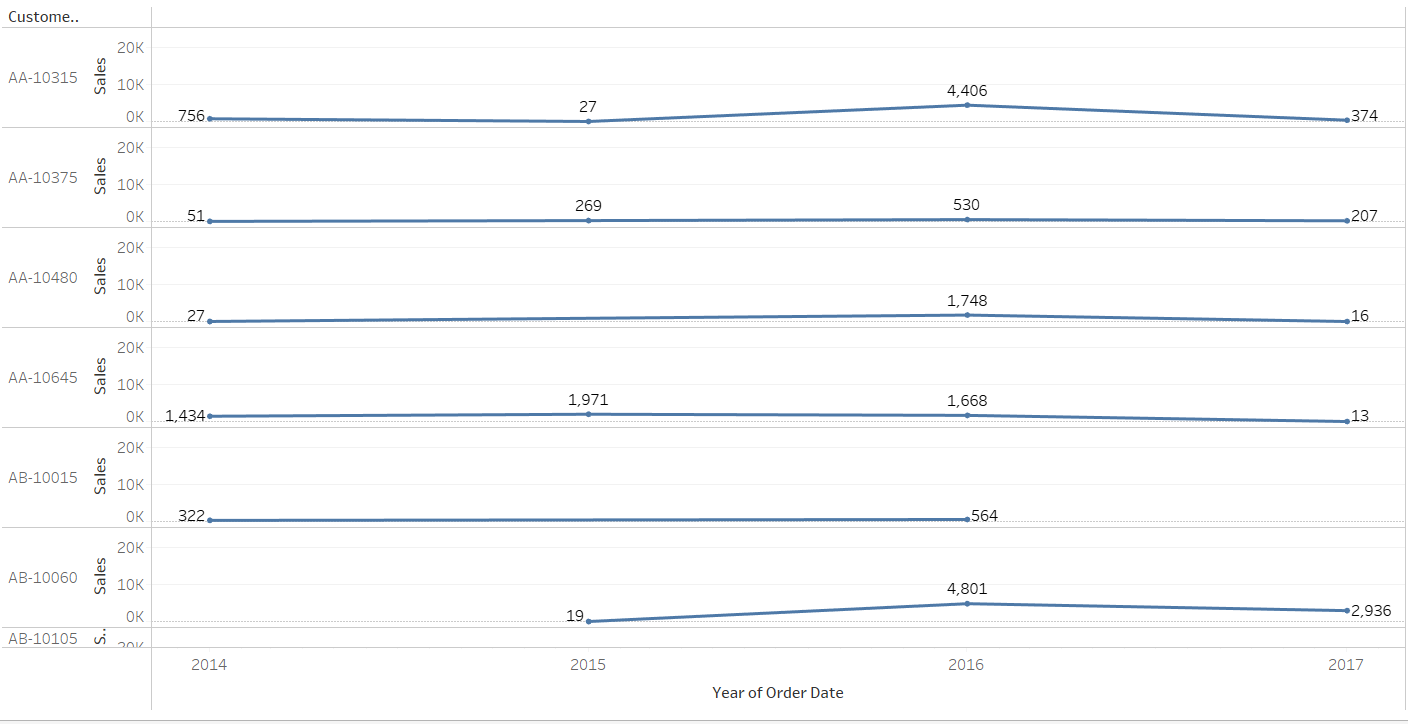 Custome..
AA-10315
Sales
20K
10K
0K
756
27
4,406
374
AA-10375
Sales
20K
10K
0K
51
269
530
207
AA-10480
Sales
20K
10K
0K
27
1,748
16
AA-10645
Sales
20K
10K
0K
1,434
1,971
1,668
13
AB-10015
Sales
20K
10K
0K
322
564
AB-10060
Sales
20K
10K
0K
19
4,801
2,936
AB-10105
S..
20K
2014 2015 2016 2017
Year of Order Date